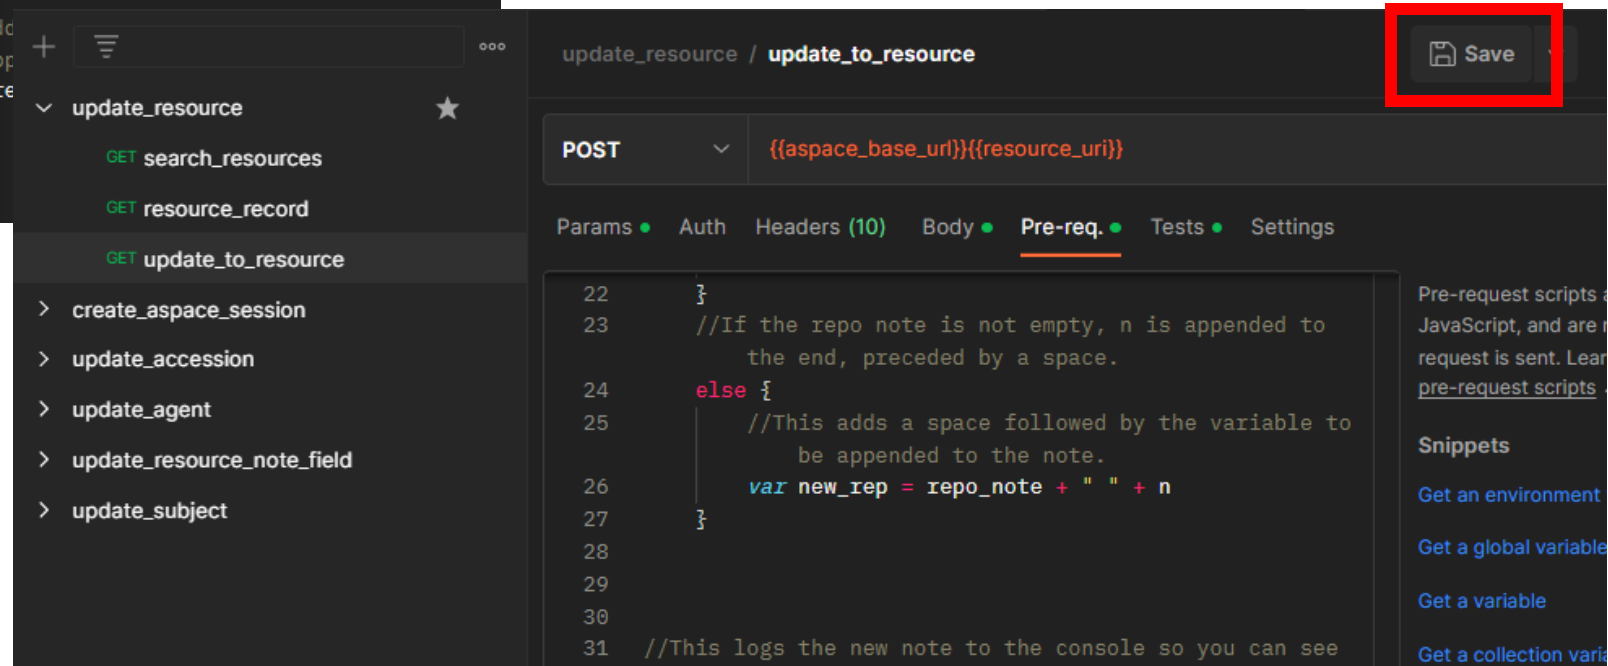 update_resource / update_to_resource
Save
update_resource
GET search_resources
GET resource_record
GET update_to_resource
create_aspace_session
update_accession
update_agent
update_resource_note_field
update_subject
POST
{{aspace_base_url}}{{resource_uri}}
Params
Auth
Headers (10)
Body
Pre-req.
Tests
Settings
22 }
23 //If the repo note is not empty, n is appended to
the end, preceded by a space.
24 else {
25 //This adds a space followed by the variable to
be appended to the note.
26 var new_rep = repo_note + " " + n
27 }
28
29
30
31 //This logs the new note to the console so you can see
Pre-request scripts
JavaScript, and are
request is sent.
pre-request scripts
Snippets
Get an environment
Get a global variable
Get a variable
Get a collection